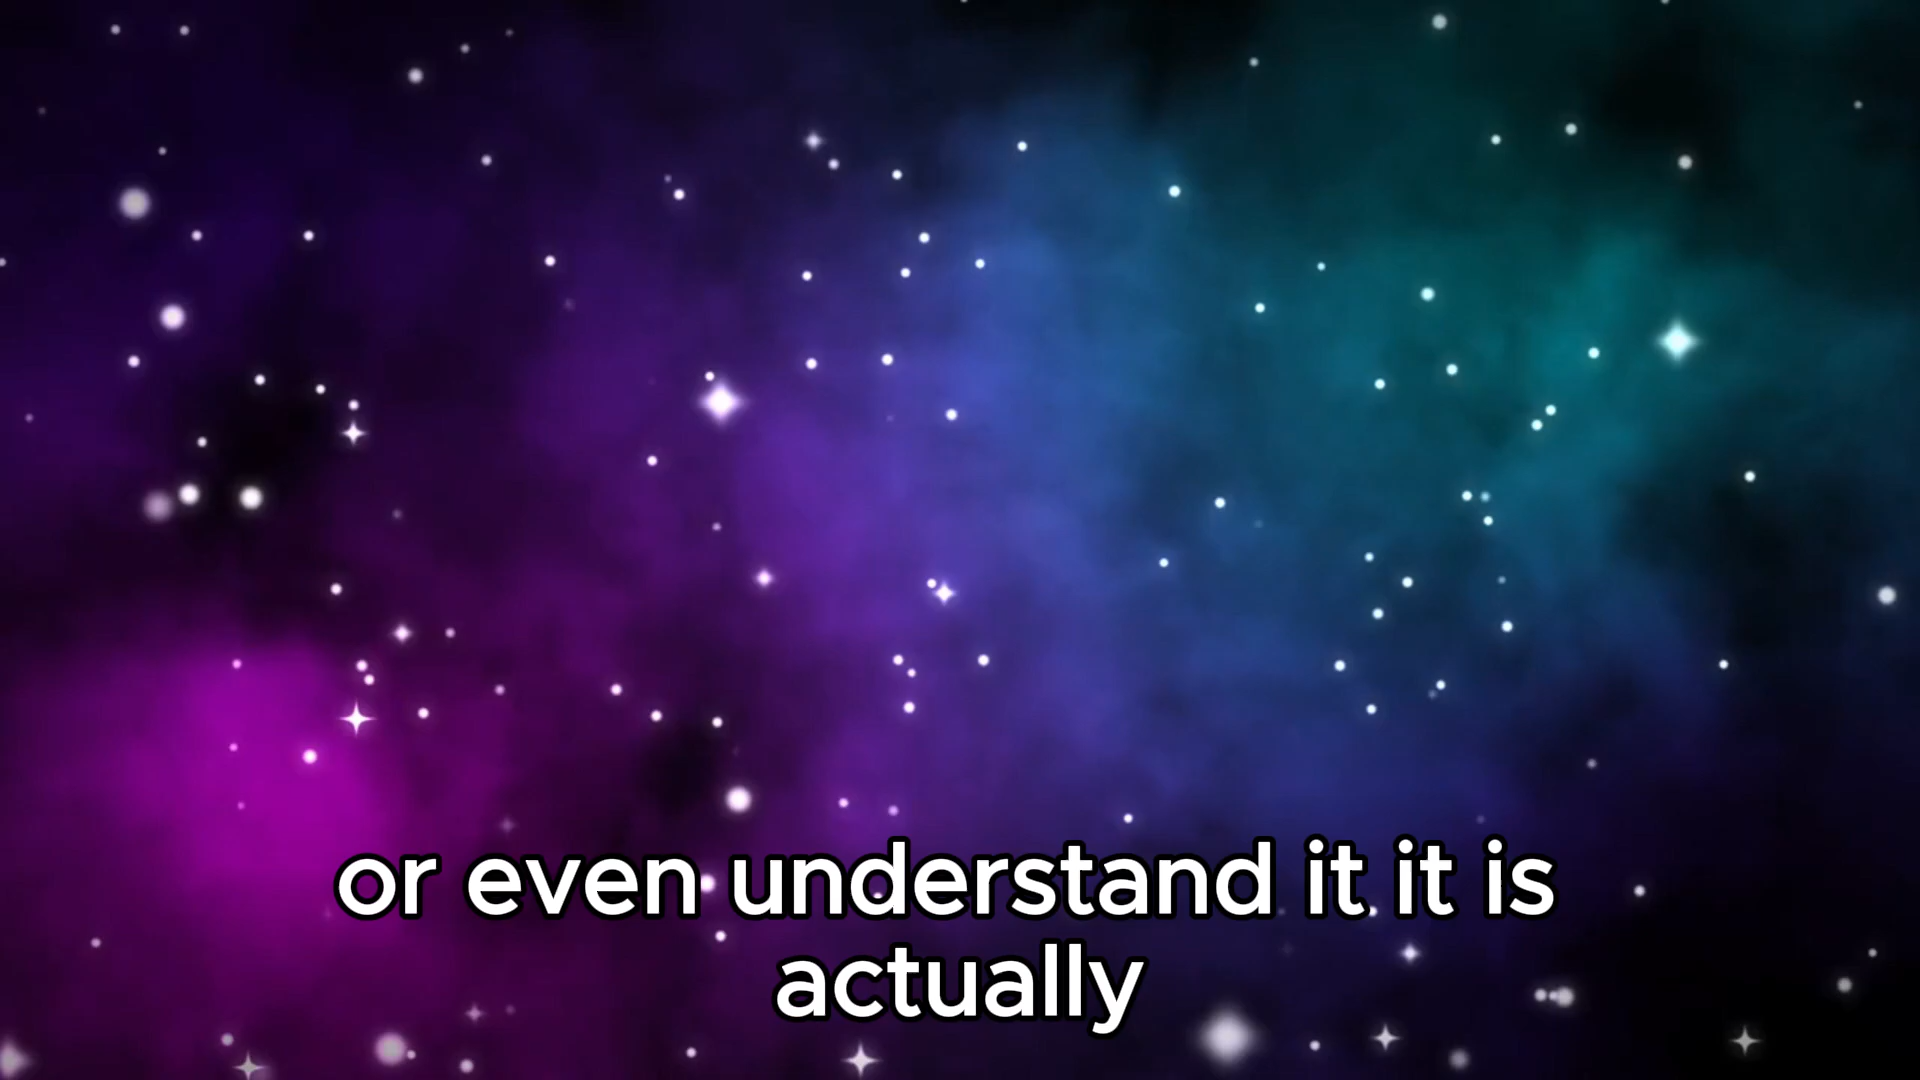 or even understand it it is
actually